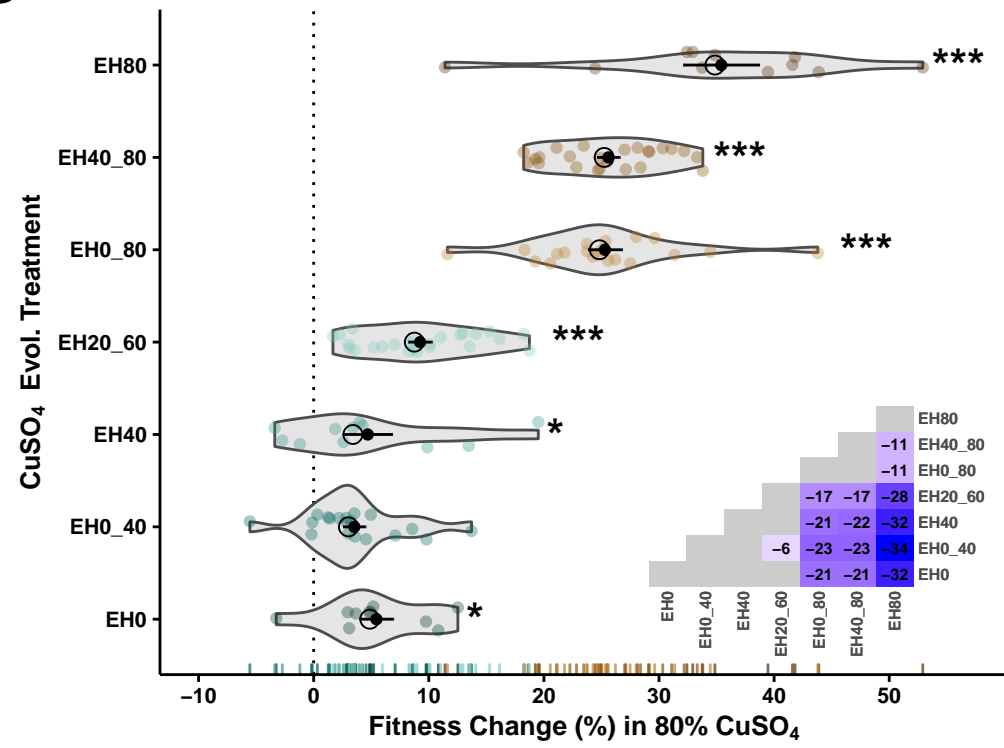 EH80
***
EH40_80
***
EH0_80
***
EH20_60
***
EH40
*
EH0_40
EH0
*
CuSO₄ Evol. Treatment
−10 0 10 20 30 40 50
Fitness Change (%) in 80% CuSO₄
EH80
−11 EH40_80
−11 EH0_80
−17 −17 −28 EH20_60
−21 −22 −32 EH40
−6 −23 −23 −34 EH0_40
−21 −21 −32 EH0
EH0 EH0_40 EH40 EH20_60 EH0_80 EH40_80 EH80